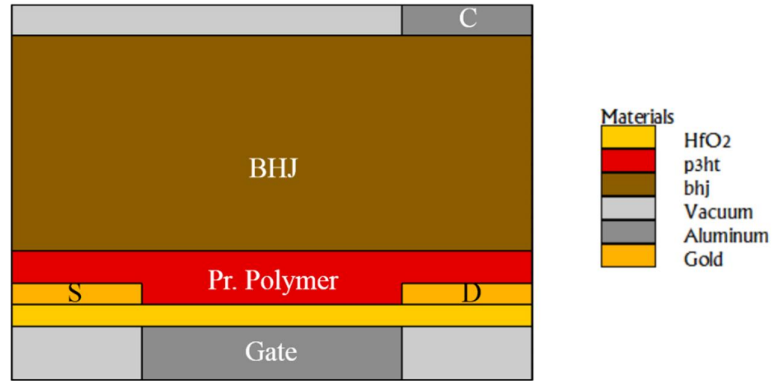 C
BHJ
Pr. Polymer
S
D
Gate
Materials
HfO2
p3ht
bhj
Vacuum
Aluminum
Gold